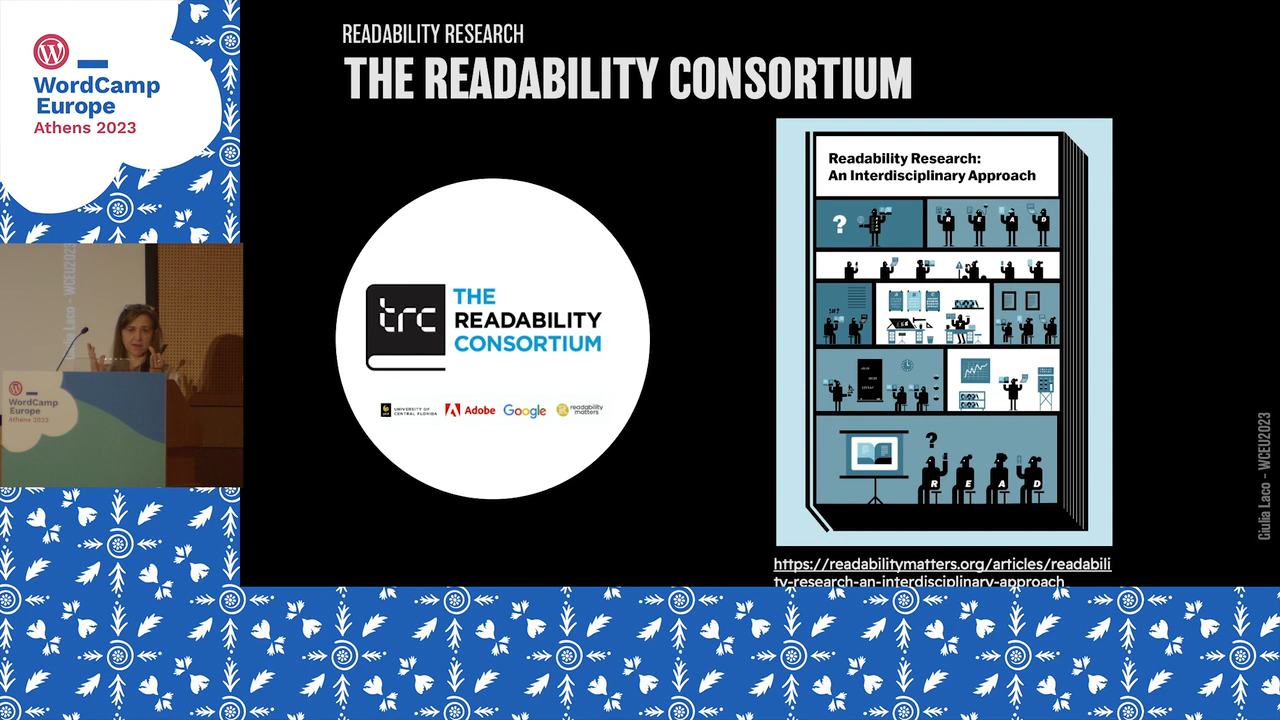 WordCamp
Europe
Athens 2023
READABILITY RESEARCH
THE READABILITY CONSORTIUM
trc
THE
READABILITY
CONSORTIUM
UNIVERSITY OF
CENTRAL FLORIDA
Adobe
Google
readability
matters
Readability Research:
An Interdisciplinary Approach
?
R E A D
?
R E A D
https://readabilitymatters.org/articles/readabili
ty-research-an-interdisciplinary-approach
Giulia Laco - WCEU2023
Laco - WCEU2023
WordCamp
Europe
Athens 2023